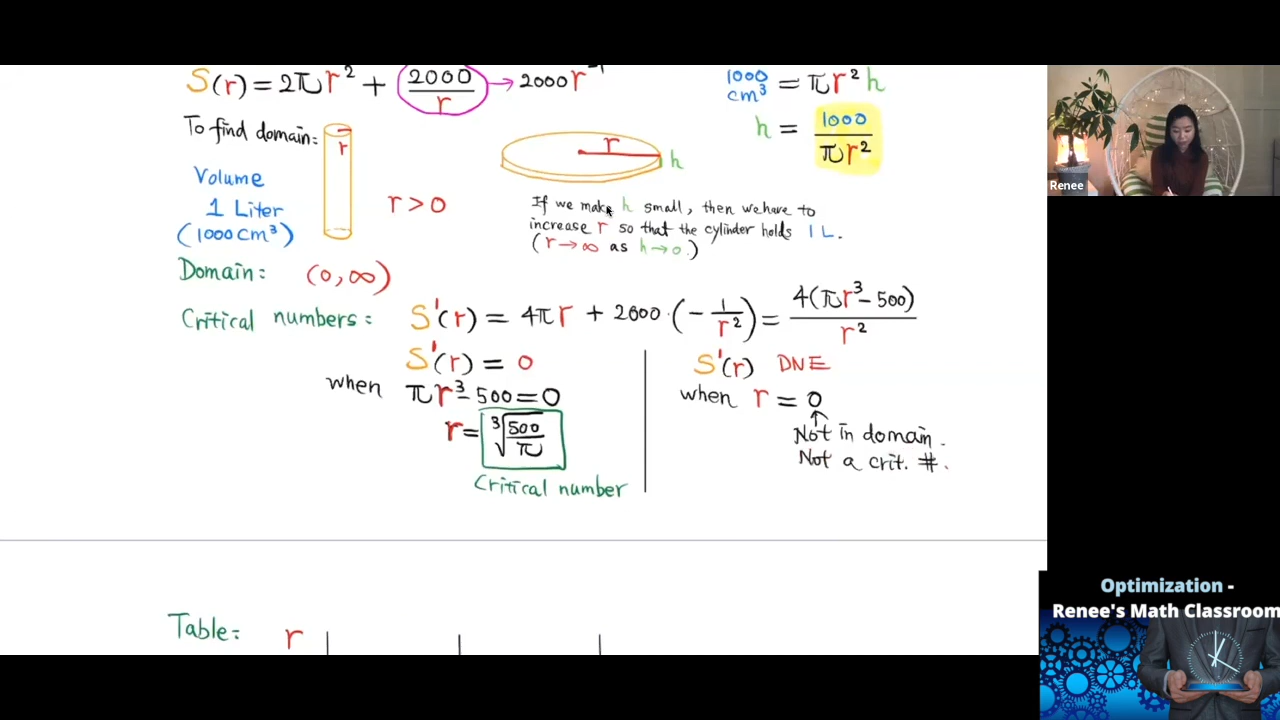 S(r) = 2πr² + 2000/r → 2000r⁻¹
1000 cm³ = πr²h
h = 1000/πr²
To find domain:
r
r
h
Volume
1 Liter
(1000 cm³)
r > 0
If we make h small, then we have to
increase r so that the cylinder holds 1 L.
(r → ∞ as h → 0.)
Domain: (0, ∞)
Critical numbers: S'(r) = 4πr + 2000·(-1/r²) = 4(πr³ - 500)/r²
S'(r) = 0
when πr³ - 500 = 0
r = ³√(500/π)
Critical number
S'(r) DNE
when r = 0
Not in domain.
Not a crit. #.
Table: r
Renee
Optimization -
Renee's Math Classroom